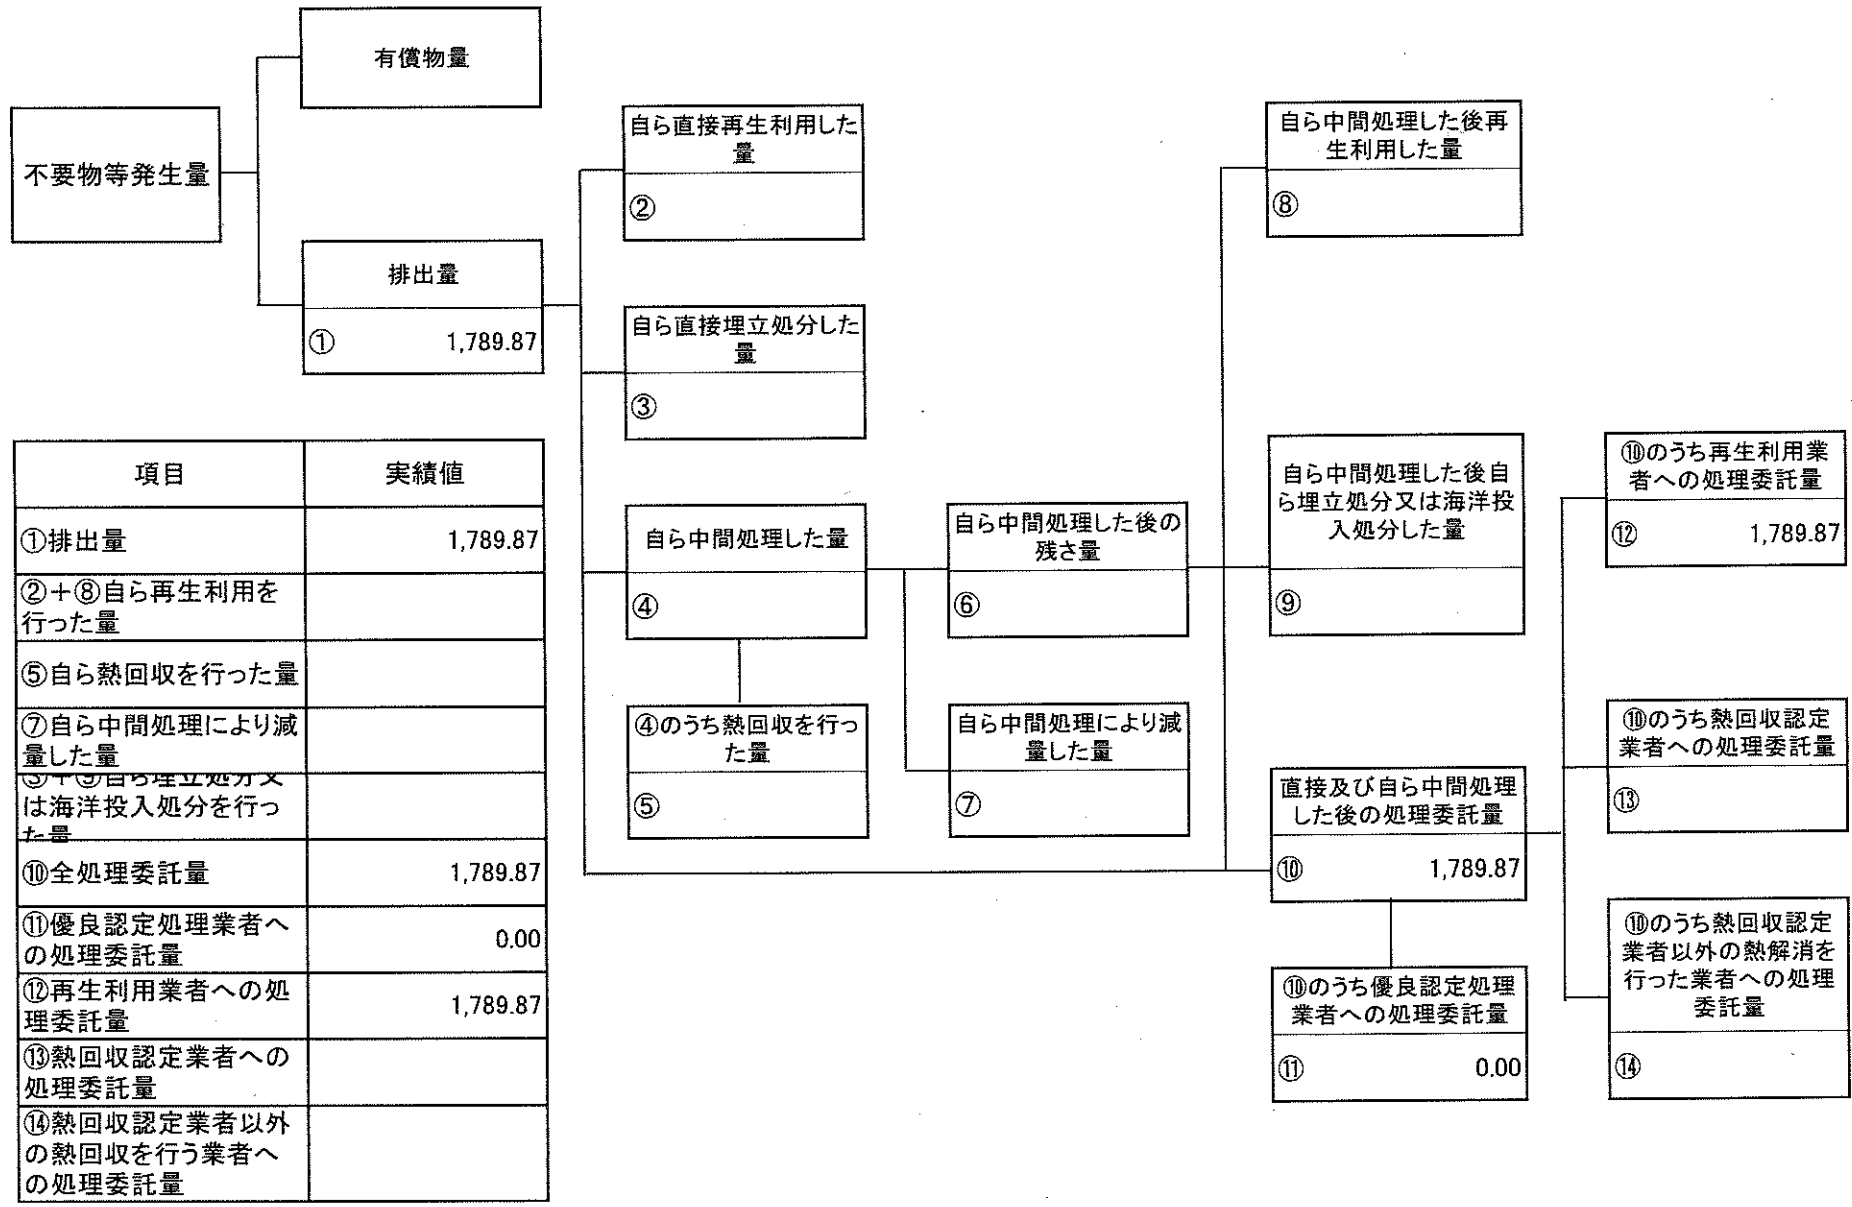 有償物量
不要物等発生量
排出量
① 1,789.87
自ら直接再生利用した
量
②
自ら直接埋立処分した
量
③
自ら中間処理した量
④
④のうち熱回収を行っ
た量
⑤
自ら中間処理した後の
残さ量
⑥
自ら中間処理により減
量した量
⑦
自ら中間処理した後再
生利用した量
⑧
自ら中間処理した後自
ら埋立処分又は海洋投
入処分した量
⑨
直接及び自ら中間処理
した後の処理委託量
⑩ 1,789.87
⑩のうち優良認定処理
業者への処理委託量
⑪ 0.00
⑩のうち再生利用業
者への処理委託量
⑫ 1,789.87
⑩のうち熱回収認定
業者への処理委託量
⑬
⑩のうち熱回収認定
業者以外の熱解消を
行った業者への処理
委託量
⑭
項目 実績値
①排出量 1,789.87
②＋⑧自ら再生利用を
行った量
⑤自ら熱回収を行った量
⑦自ら中間処理により減
量した量
③＋⑨自ら埋立処分又
は海洋投入処分を行っ
た量
⑩全処理委託量 1,789.87
⑪優良認定処理業者へ
の処理委託量 0.00
⑫再生利用業者への処
理委託量 1,789.87
⑬熱回収認定業者への
処理委託量
⑭熱回収認定業者以外
の熱回収を行う業者へ
の処理委託量